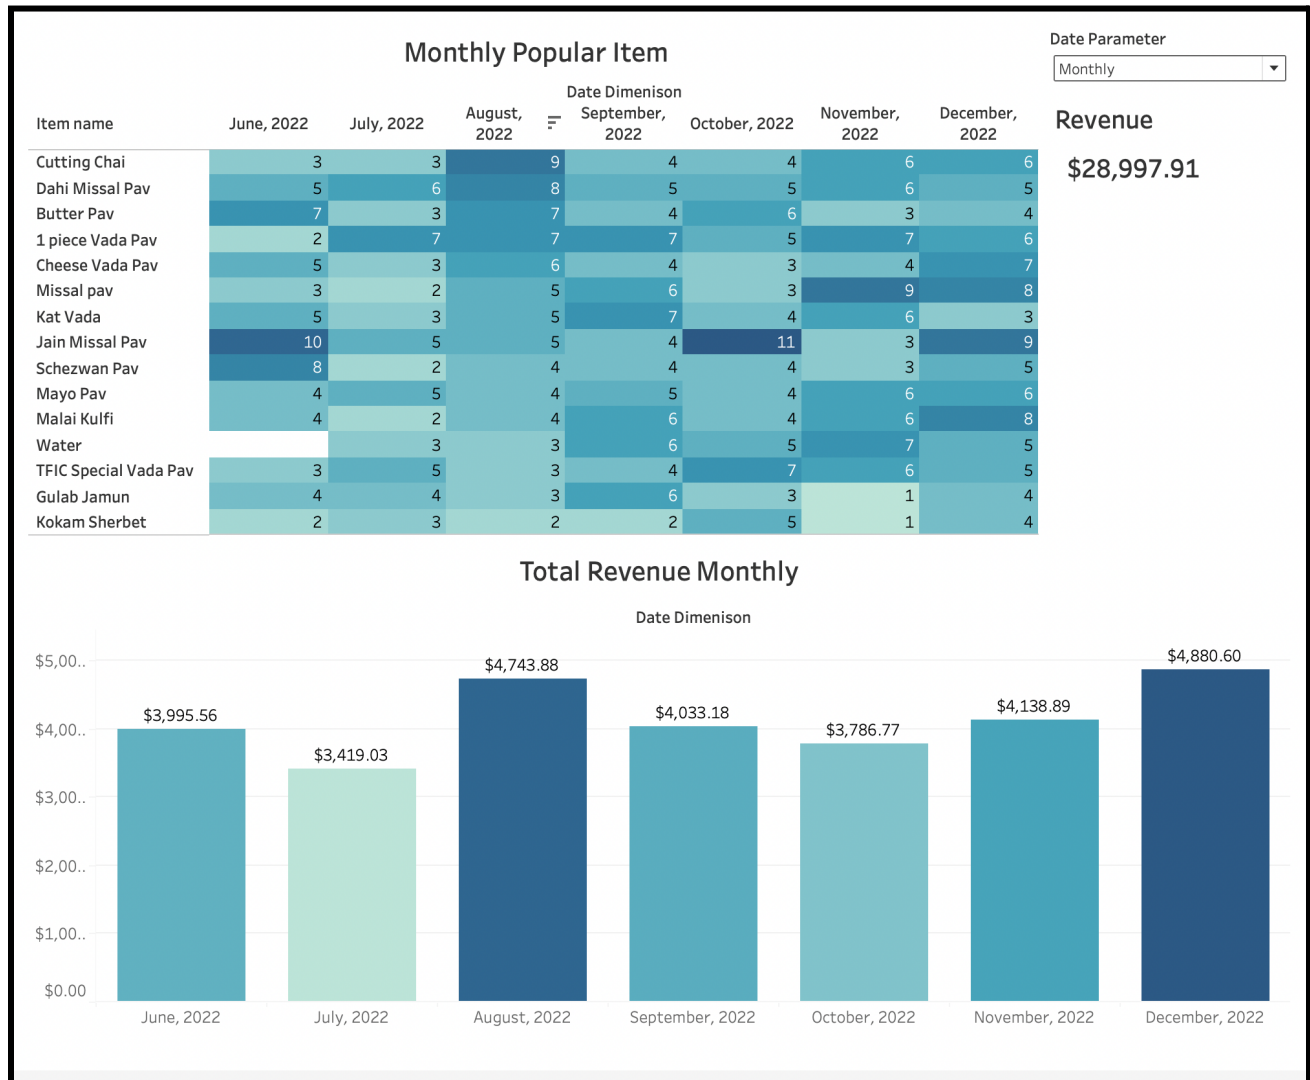 Monthly Popular Item
Date Parameter
Monthly
Revenue
$28,997.91
Date Dimenison
Item name June, 2022 July, 2022 August, 2022 September, 2022 October, 2022 November, 2022 December, 2022
Cutting Chai 3 3 9 4 4 6 6
Dahi Missal Pav 5 6 8 5 5 6 5
Butter Pav 7 3 7 4 6 3 4
1 piece Vada Pav 2 7 7 7 5 7 6
Cheese Vada Pav 5 3 6 4 3 4 7
Missal pav 3 2 5 6 3 9 8
Kat Vada 5 3 5 7 4 6 3
Jain Missal Pav 10 5 5 4 11 3 9
Schezwan Pav 8 2 4 4 4 3 5
Mayo Pav 4 5 4 5 4 6 6
Malai Kulfi 4 2 4 6 4 6 8
Water 3 3 6 5 7 5
TFIC Special Vada Pav 3 5 3 4 7 6 5
Gulab Jamun 4 4 3 6 3 1 4
Kokam Sherbet 2 3 2 2 5 1 4
Total Revenue Monthly
Date Dimenison
$5,00..
$4,00..
$3,00..
$2,00..
$1,00..
$0.00
$3,995.56
$3,419.03
$4,743.88
$4,033.18
$3,786.77
$4,138.89
$4,880.60
June, 2022 July, 2022 August, 2022 September, 2022 October, 2022 November, 2022 December, 2022